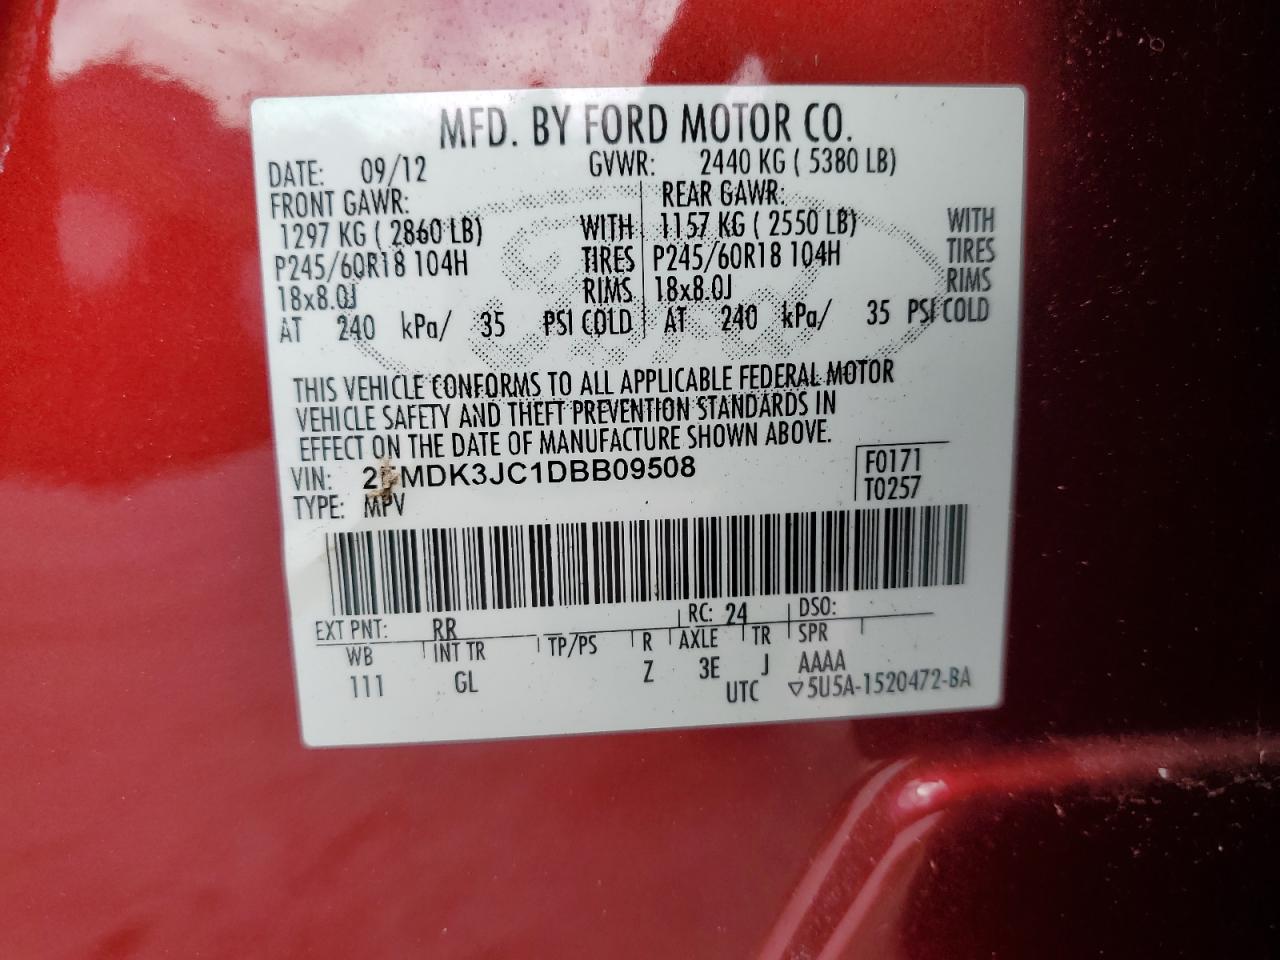 MFD. BY FORD MOTOR CO.
DATE: 09/12 GVWR: 2440 KG ( 5380 LB)
FRONT GAWR: REAR GAWR:
1297 KG ( 2860 LB) WITH 1157 KG ( 2550 LB) WITH
P245/60R18 104H TIRES P245/60R18 104H TIRES
18x8.0J RIMS 18x8.0J RIMS
AT 240 kPa/ 35 PSI COLD AT 240 kPa/ 35 PSI COLD
THIS VEHICLE CONFORMS TO ALL APPLICABLE FEDERAL MOTOR
VEHICLE SAFETY AND THEFT PREVENTION STANDARDS IN
EFFECT ON THE DATE OF MANUFACTURE SHOWN ABOVE.
VIN: 2FMDK3JC1DBB09508 F0171
TYPE: MPV T0257
EXT PNT: RR RC: 24 DSO:
WB INT TR TP/PS R AXLE TR SPR
111 GL Z 3E J AAAA
UTC ▽5U5A-1520472-BA